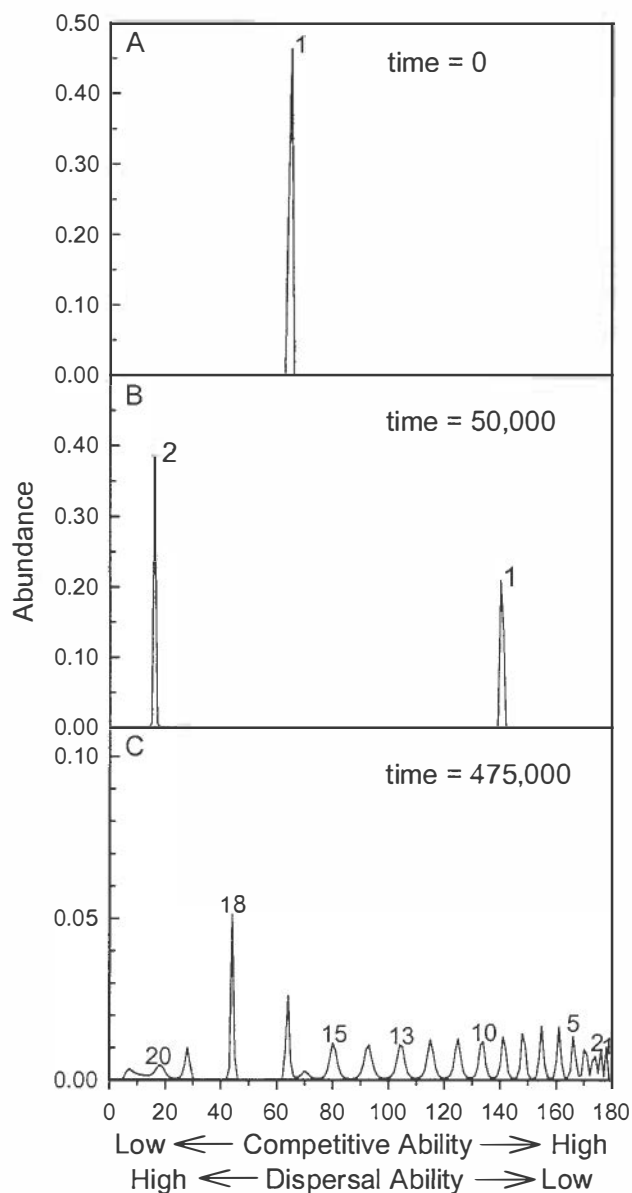 0.50
A
1
time = 0
0.40
0.30
0.20
0.10
0.00
B
time = 50,000
0.40
2
0.30
1
0.20
0.10
0.00
Abundance
C
0.10
time = 475,000
0.05
18
20
15
13
10
5
2
1
0.00
0 20 40 60 80 100 120 140 160 180
Low Competitive Ability High
High Dispersal Ability Low